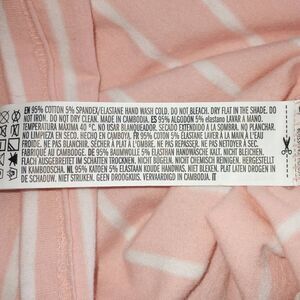 EN 95% COTTON 5% SPANDEX/ELASTANE HAND WASH COLD. DO NOT BLEACH. DRY FLAT IN THE SHADE, DO
NOT IRON. DO NOT DRY CLEAN. MADE IN CAMBODJA. ES 95% ALGODÓN 5% elastano LAVAR A MANO.
TEMPERATURA MÁXIMA 40 °C. NO USAR BLANQUEADOR. SECADO EXTENDIDO A LA SOMBRA. NO PLANCHAR.
NO LIMPIEZA EN SECO. HECHO EN CAMBOYA. FR 95% COTON 5% ÉLASTANE LAVER À LA MAIN À L'EAU
FROIDE. NE PAS BLANCHIR. SÉCHER À PLAT À L'OMBRE. NE PAS REPASSER. NE PAS NETTOYER À SEC.
FABRIQUÉ AU CAMBODGE. DE 95% BAUMWOLLE 5% ELASTHAN HANDWÄSCHE KALT. NICHT BLEICHEN.
FLACH AUSGEBREITET IM SCHATTEN TROCKNEN. NICHT BÜGELN. NICHT CHEMISCH REINIGEN. HERGESTELLT
IN KAMBODSCHA. NL 95% KATOEN 5% ELASTHAN KOUDE HANDWAS. NIET BLEKEN. PLAT LATEN DROGEN IN
DE SCHADUW. NIET STRIJKEN. GEEN DROOGKUIS. VERVAARDIGD IN CAMBODJA. IT